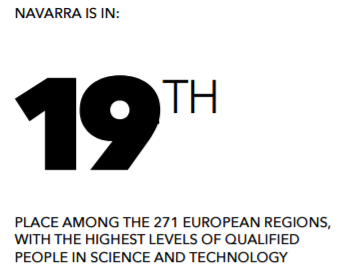 NAVARRA IS IN:
19TH
PLACE AMONG THE 271 EUROPEAN REGIONS,
WITH THE HIGHEST LEVELS OF QUALIFIED
PEOPLE IN SCIENCE AND TECHNOLOGY